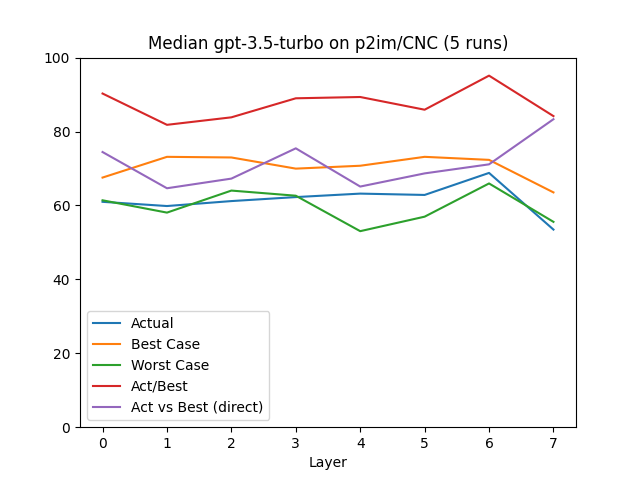 Median gpt-3.5-turbo on p2im/CNC (5 runs)
100
80
60
40
20
0
Actual
Best Case
Worst Case
Act/Best
Act vs Best (direct)
0 1 2 3 4 5 6 7
Layer